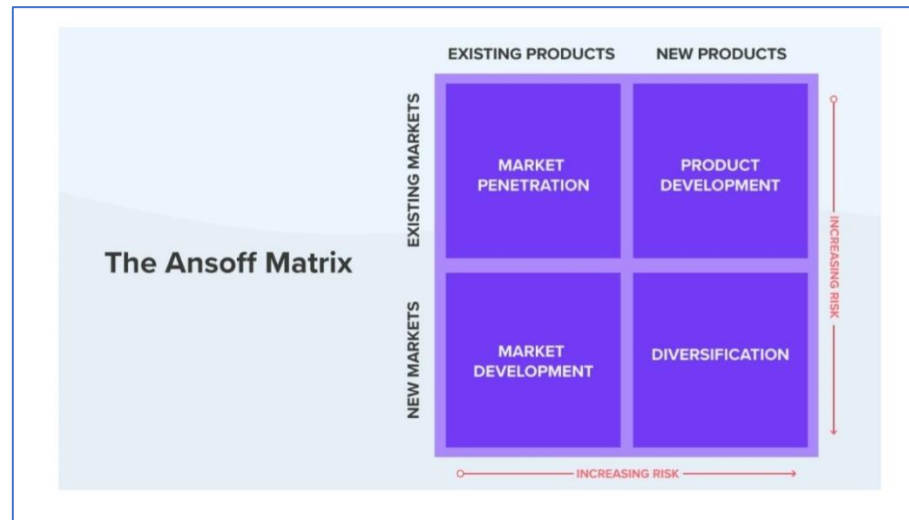 EXISTING PRODUCTS
NEW PRODUCTS
EXISTING MARKETS
MARKET
PENETRATION
PRODUCT
DEVELOPMENT
INCREASING RISK
The Ansoff Matrix
NEW MARKETS
MARKET
DEVELOPMENT
DIVERSIFICATION
INCREASING RISK